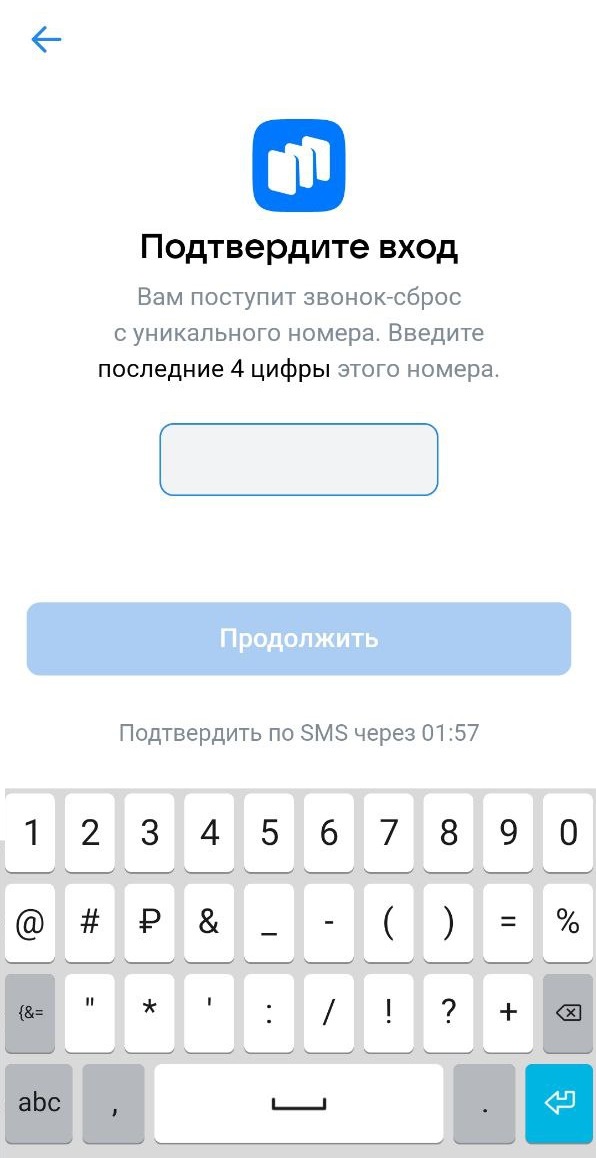 Подтвердите вход
Вам поступит звонок-сброс
с уникального номера. Введите
последние 4 цифры этого номера.
Продолжить
Подтвердить по SMS через 01:57
1 2 3 4 5 6 7 8 9 0
@ # ₽ & _ - ( ) = %
{&= " * ' : / ! ? +
abc , .